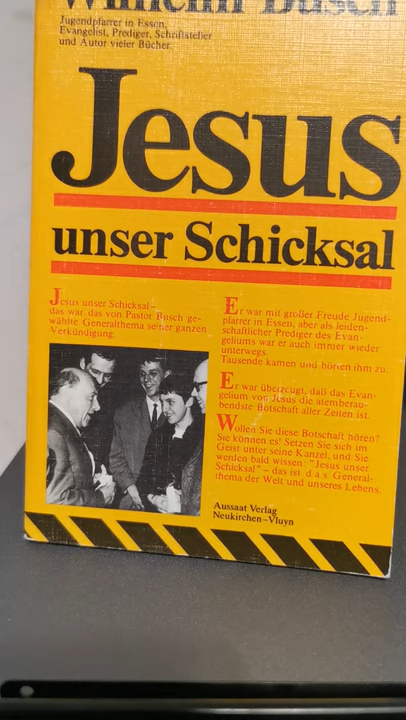 Wilhelm Busch
Jugendpfarrer in Essen,
Evangelist, Prediger, Schriftsteller
und Autor vieler Bücher.
Jesus
unser Schicksal
Jesus unser Schicksal –
das war das von Pastor Busch ge-
wählte Generalthema seiner ganzen
Verkündigung.
Er war mit großer Freude Jugend-
pfarrer in Essen, aber als leiden-
schaftlicher Prediger des Evan-
geliums war er auch immer wieder
unterwegs.
Tausende kamen und hörten ihm zu.
Er war überzeugt, daß das Evan-
gelium von Jesus die atemberau-
bendste Botschaft aller Zeiten ist.
Wollen Sie diese Botschaft hören?
Sie können es! Setzen Sie sich im
Geist unter seine Kanzel, und Sie
werden bald wissen: "Jesus unser
Schicksal" – das ist d a s General-
thema der Welt und unseres Lebens.
Aussaat Verlag
Neukirchen-Vluyn